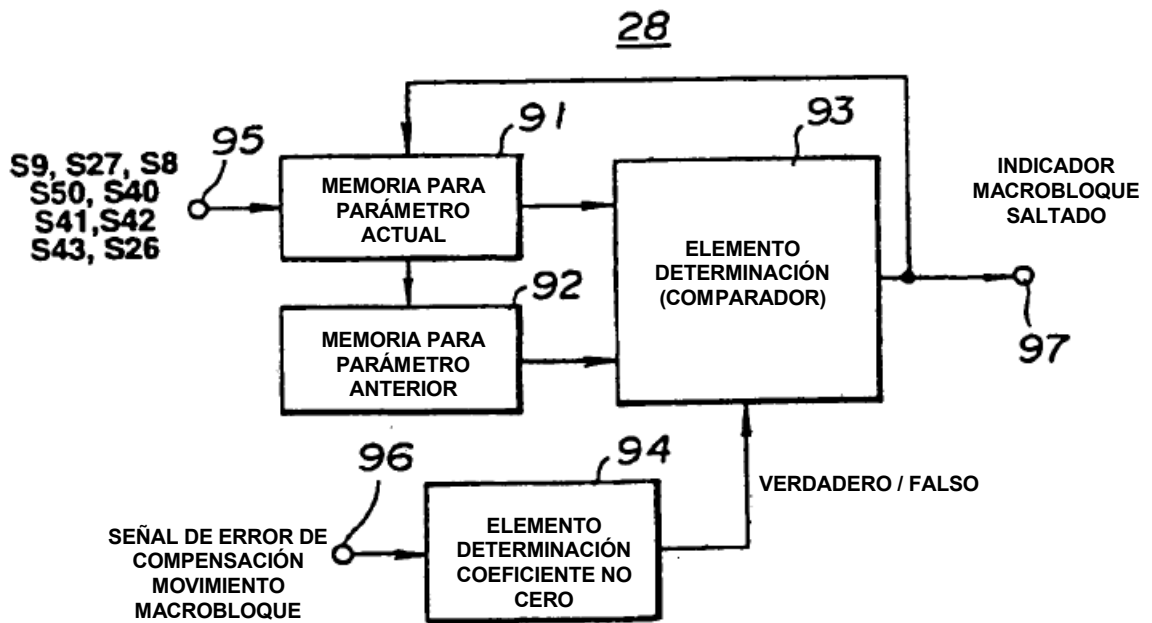 28
95
S9, S27, S8
S50, S40
S41,S42
S43, S26
91
MEMORIA PARA
PARÁMETRO
ACTUAL
92
MEMORIA PARA
PARÁMETRO
ANTERIOR
93
ELEMENTO
DETERMINACIÓN
(COMPARADOR)
INDICADOR
MACROBLOQUE
SALTADO
97
96
SEÑAL DE ERROR DE
COMPENSACIÓN
MOVIMIENTO
MACROBLOQUE
94
ELEMENTO
DETERMINACIÓN
COEFICIENTE NO
CERO
VERDADERO / FALSO